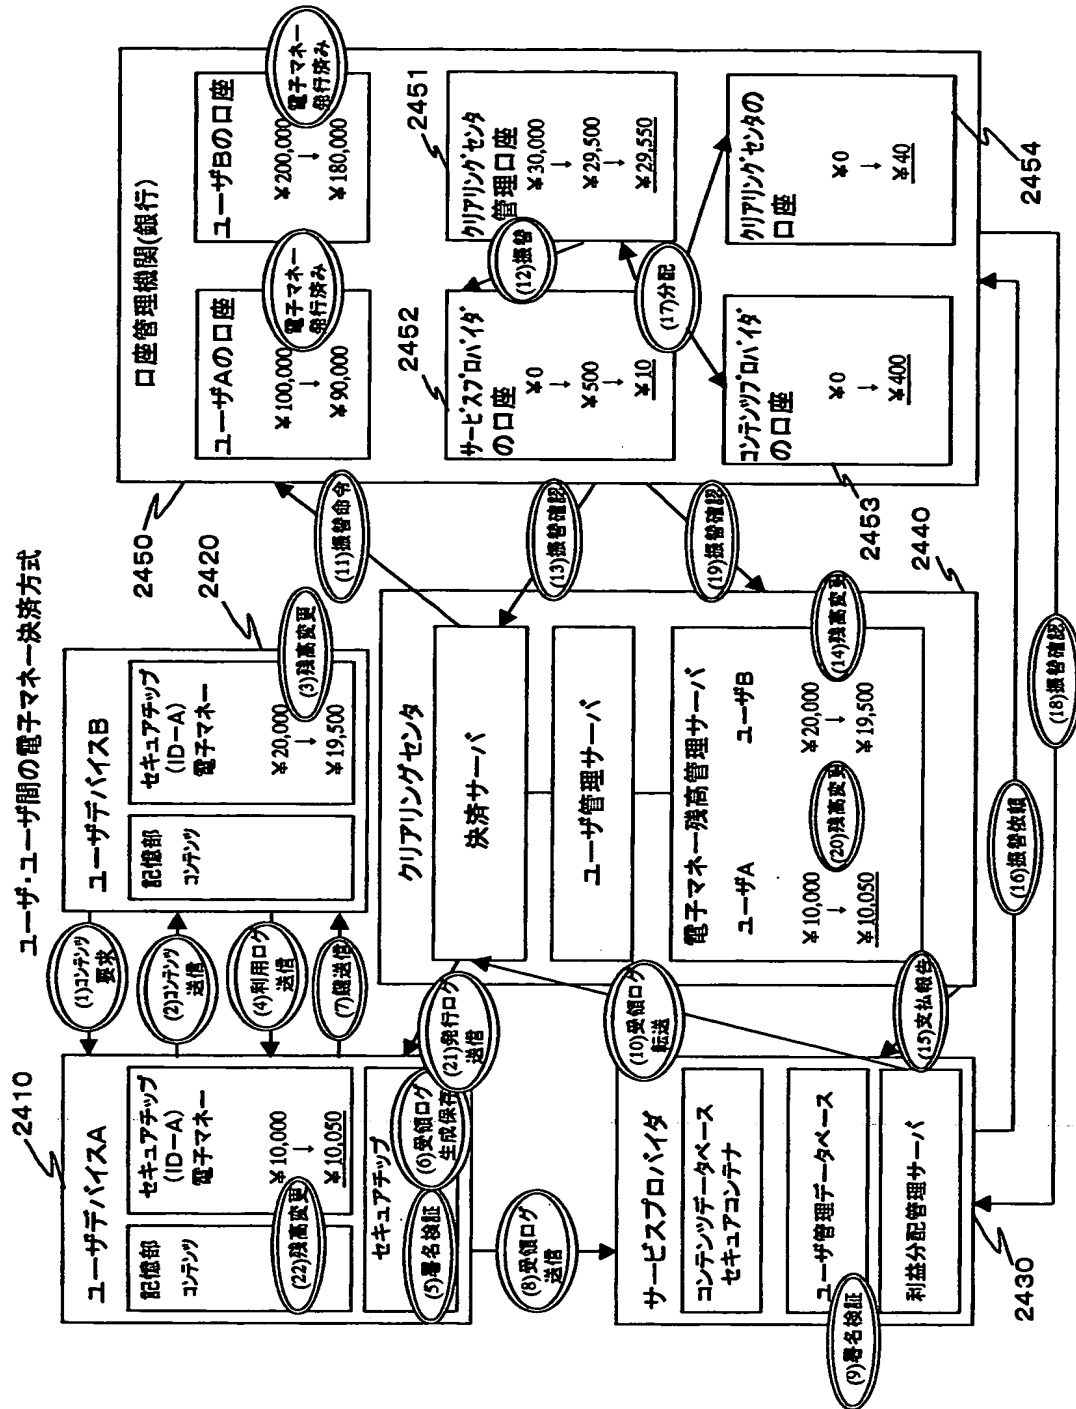 ユーザ・ユーザ間の電子マネー決済方式
2410
ユーザデバイスA
記憶部
コンテンツ
セキュアチップ
(ID-A)
電子マネー
¥10,000
↓
¥10,050
(22)残高変更
セキュアチップ
(5)署名検証
(6)受領ログ
生成保存
(1)コンテンツ
要求
(2)コンテンツ
送信
(4)利用ログ
送信
(7)鍵送信
2420
ユーザデバイスB
記憶部
コンテンツ
セキュアチップ
(ID-A)
電子マネー
¥20,000
↓
¥19,500
(3)残高変更
(21)発行ログ
送信
(8)受領ログ
送信
(10)受領ログ
転送
(11)振替命令
(13)振替確認
(19)振替確認
2440
クリアリングセンタ
決済サーバ
ユーザ管理サーバ
電子マネー残高管理サーバ
ユーザA
¥10,000
↓
¥10,050
(20)残高変更
ユーザB
¥20,000
↓
¥19,500
(14)残高変更
(15)支払報告
サービスプロバイダ
コンテンツデータベース
セキュアコンテナ
ユーザ管理データベース
(9)署名検証
利益分配管理サーバ
2430
(16)振替依頼
(18)振替確認
2450
口座管理機関(銀行)
ユーザAの口座
¥100,000
↓
¥90,000
電子マネー
発行済み
ユーザBの口座
¥200,000
↓
¥180,000
電子マネー
発行済み
2452
サービスプロバイダ
の口座
¥0
↓
¥500
↓
¥10
(12)振替
2451
クリアリングセンタ
管理口座
¥30,000
↓
¥29,500
↓
¥29,550
(17)分配
コンテンツプロバイダ
の口座
¥0
↓
¥400
2453
クリアリングセンタの
口座
¥0
↓
¥40
2454